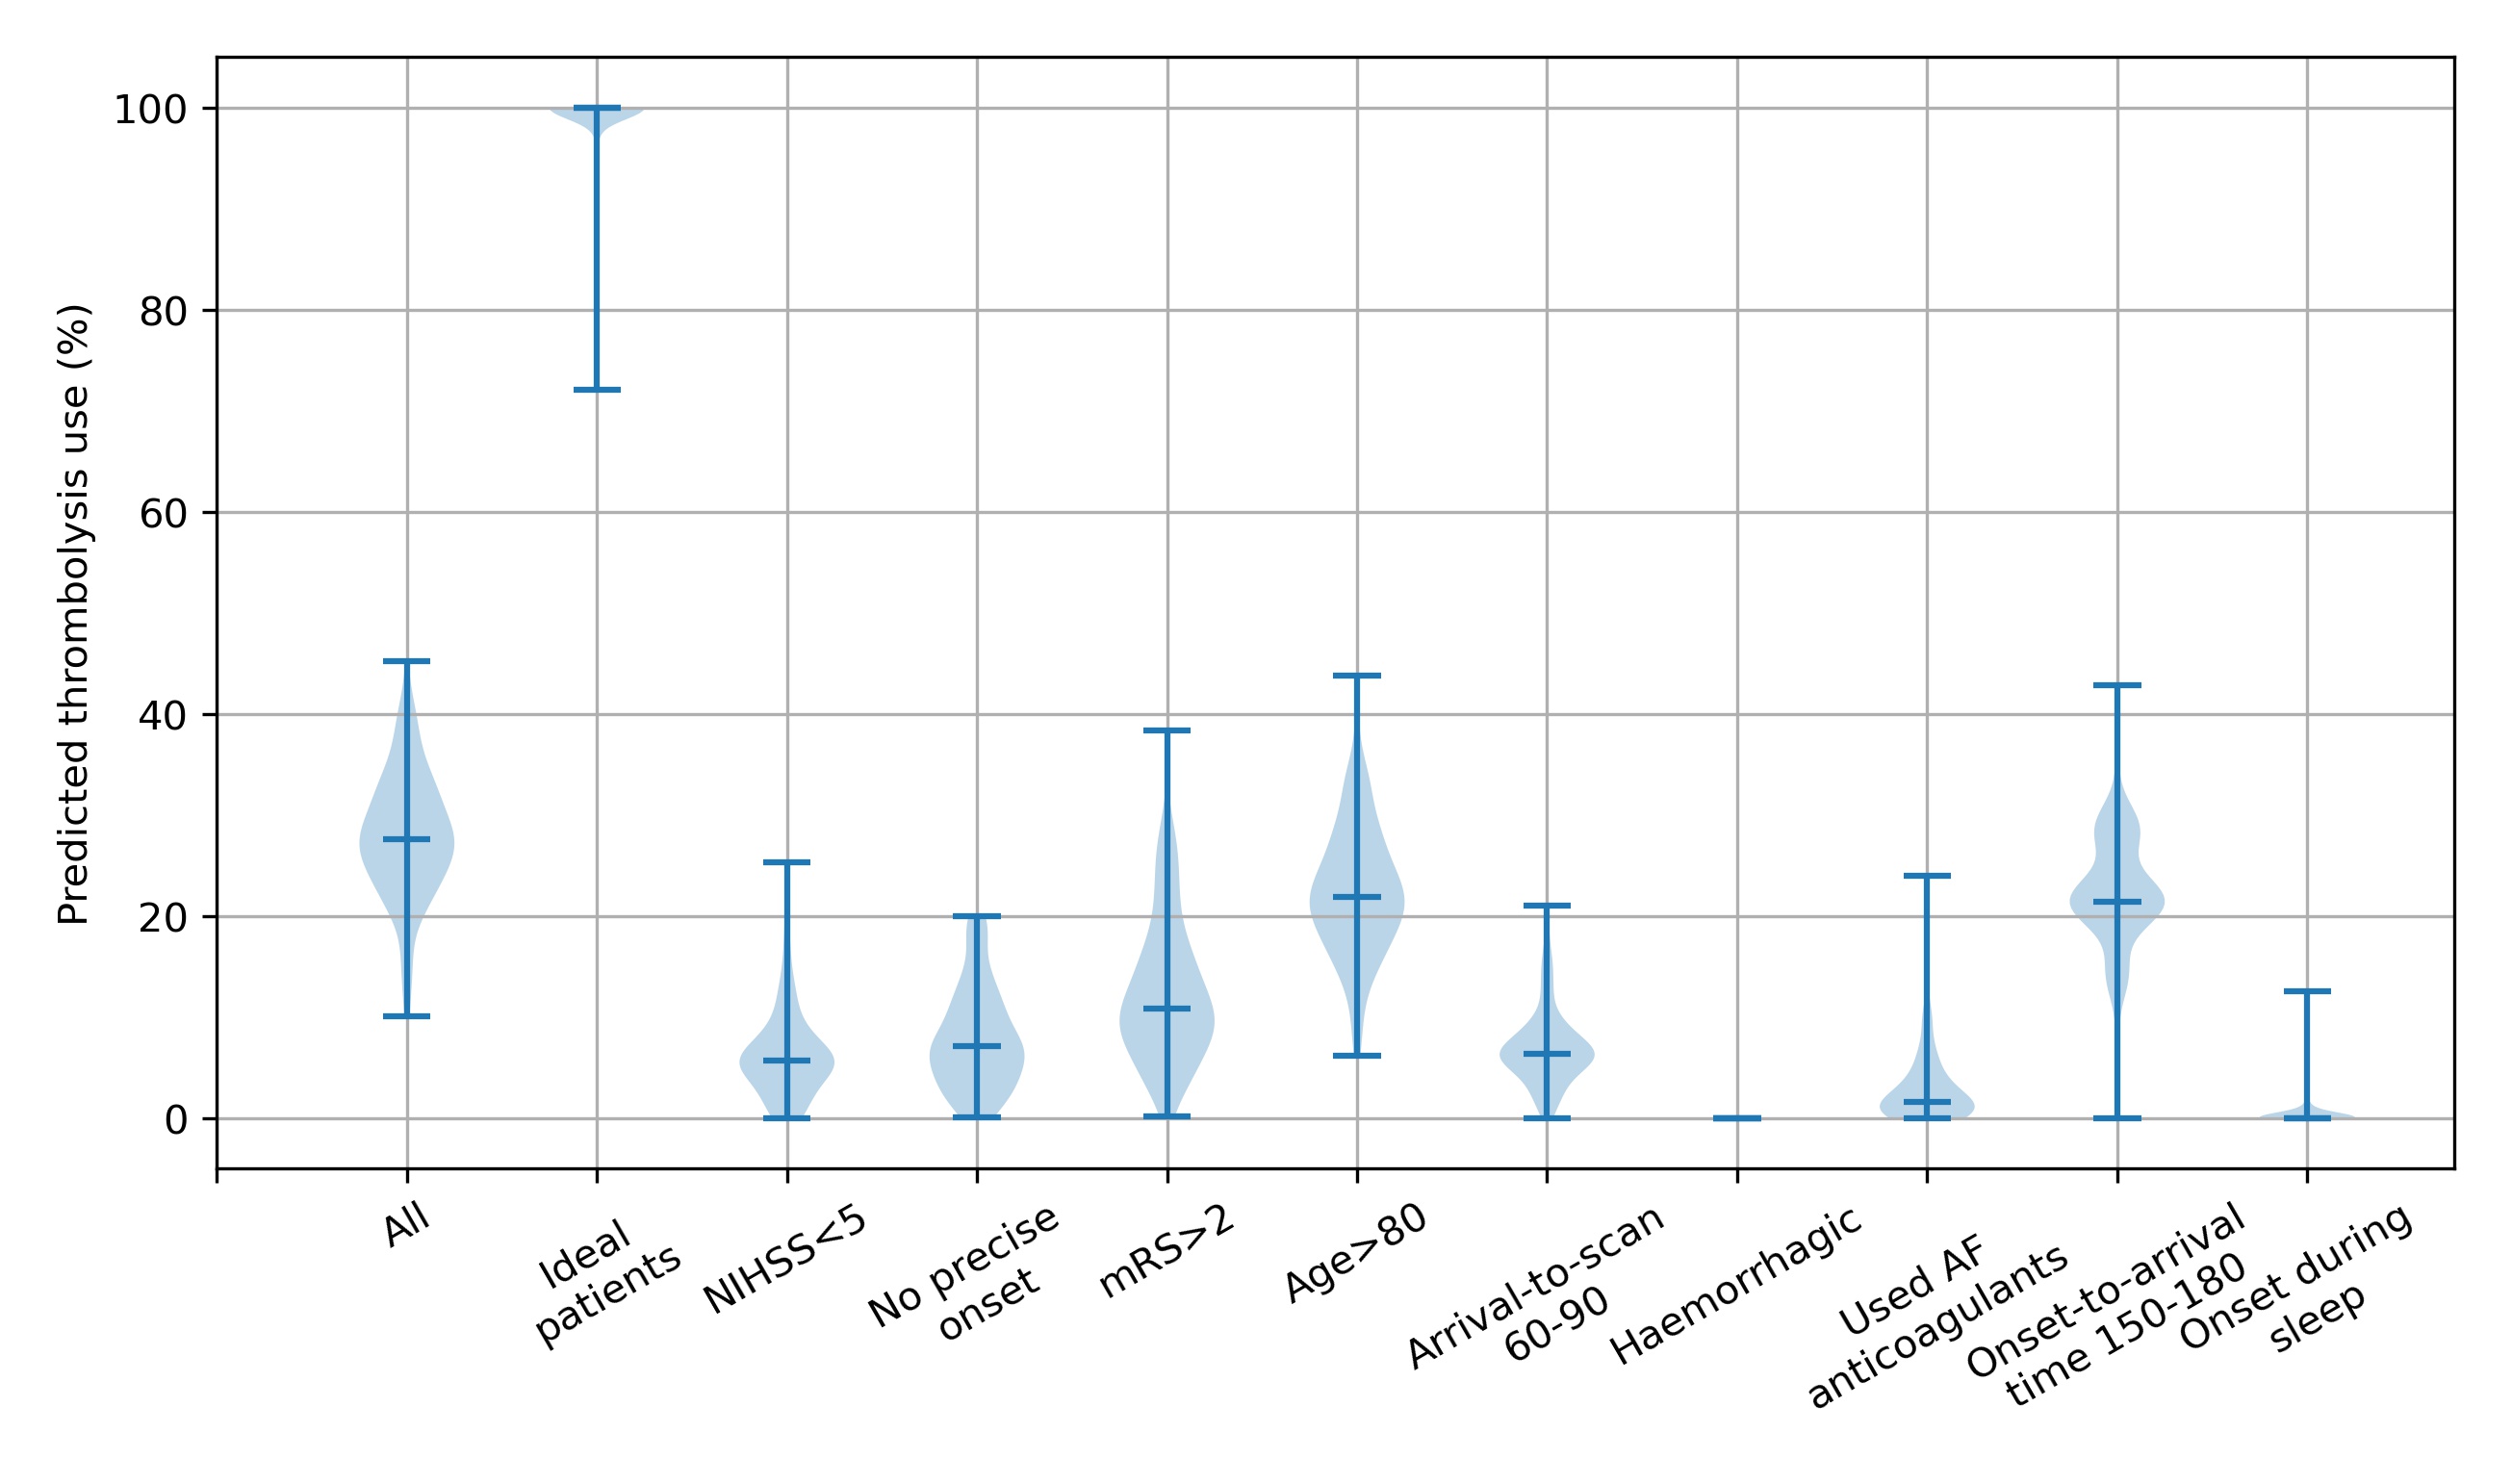 Predicted thrombolysis use (%)
100
80
60
40
20
0
All
Ideal
patients
NIHSS<5
No precise
onset
mRS>2
Age>80
Arrival-to-scan
60-90
Haemorrhagic
Used AF
anticoagulants
Onset-to-arrival
time 150-180
Onset during
sleep